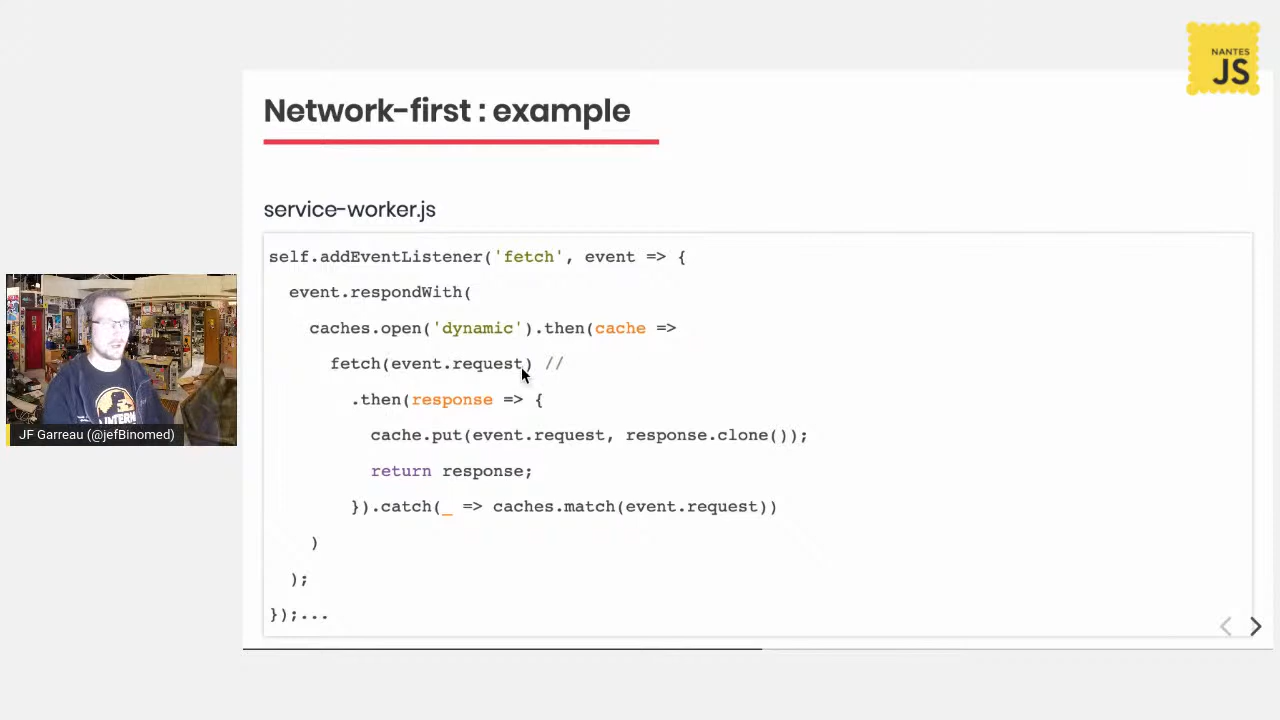 NANTES
JS
Network-first : example
service-worker.js
self.addEventListener('fetch', event => {
event.respondWith(
caches.open('dynamic').then(cache =>
fetch(event.request) //
.then(response => {
cache.put(event.request, response.clone());
return response;
}).catch(_ => caches.match(event.request))
)
);
});...
JF Garreau (@jefBinomed)